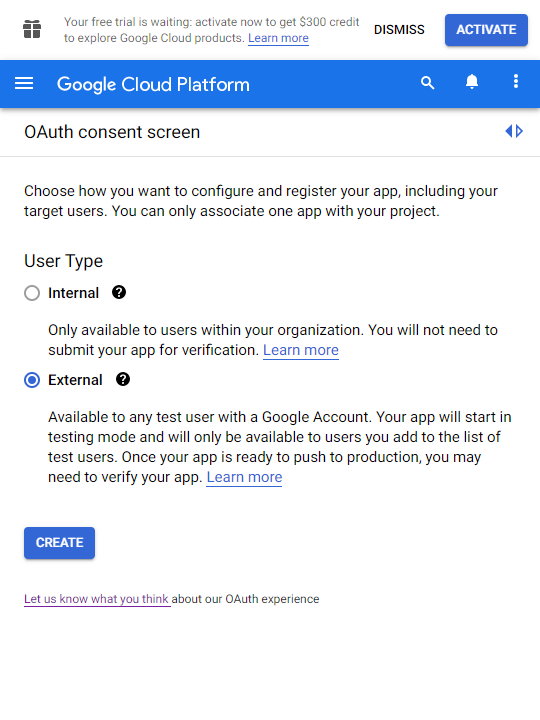 Your free trial is waiting: activate now to get $300 credit
to explore Google Cloud products. Learn more
DISMISS
ACTIVATE
Google Cloud Platform
OAuth consent screen
Choose how you want to configure and register your app, including your
target users. You can only associate one app with your project.
User Type
Internal
Only available to users within your organization. You will not need to
submit your app for verification. Learn more
External
Available to any test user with a Google Account. Your app will start in
testing mode and will only be available to users you add to the list of
test users. Once your app is ready to push to production, you may
need to verify your app. Learn more
CREATE
Let us know what you think about our OAuth experience